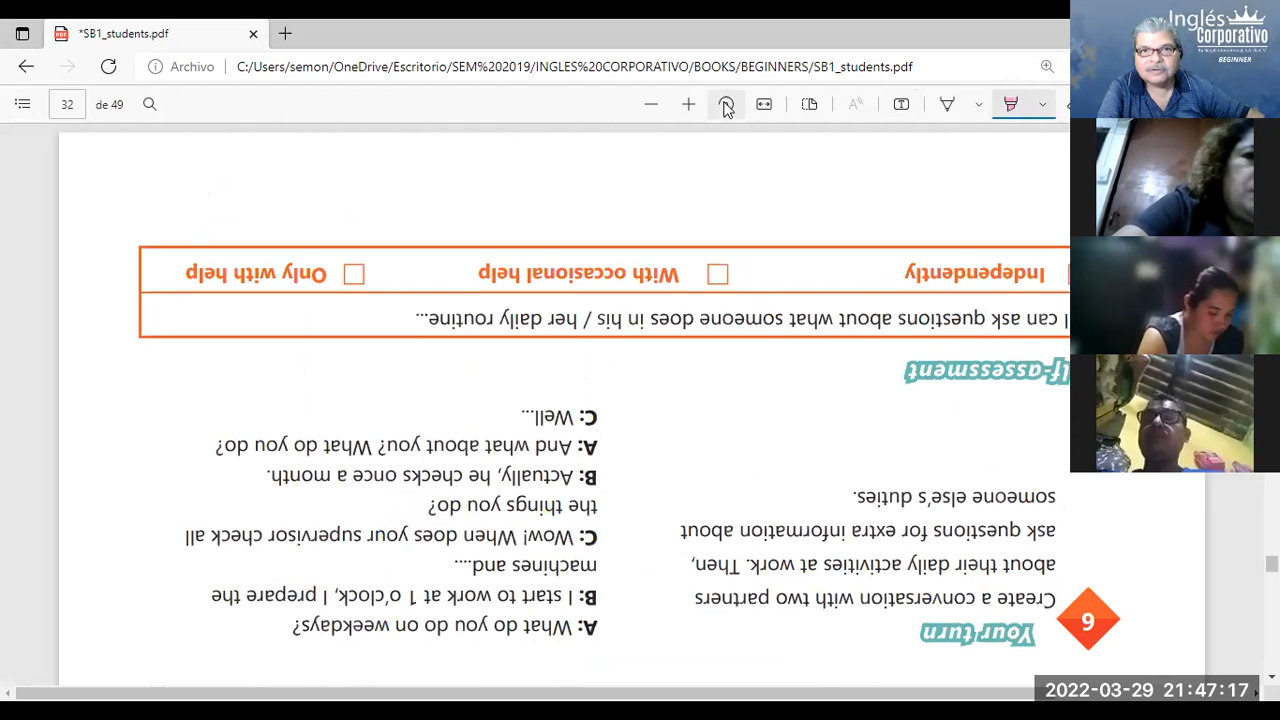 *SB1_students.pdf
Archivo
C:/Users/semon/OneDrive/Escritorio/SCI%202019/INGLES%20CORPORATIVO/BOOKS/BEGINNERS/SB1_students.pdf
32
de 49
Inglés
Corporativo
BEGINNER
9
Your turn
Create a conversation with two partners
about their daily activities at work. Then,
ask questions for extra information about
someone else's duties.
A: What do you do on weekdays?
B: I start to work at 1 o'clock, I prepare the
machines and....
C: Wow! When does your supervisor check all
the things you do?
B: Actually, he checks once a month.
A: And what about you? What do you do?
C: Well...
lf-assessment
I can ask questions about what someone does in his / her daily routine...
Independently
With occasional help
Only with help
2022-03-29 21:47:17